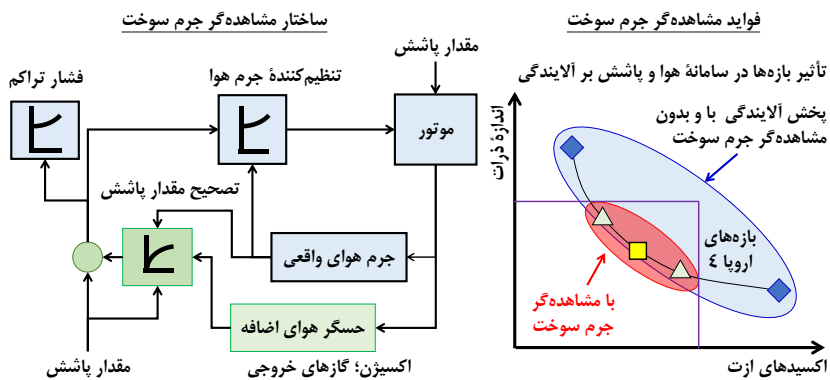 فواید مشاهده‌گر جرم سوخت
تأثیر بازه‌ها در سامانهٔ هوا و پاشش بر آلایندگی
پخش آلایندگی با و بدون
مشاهده‌گر جرم سوخت
اندازهٔ ذرات
بازه‌های
اروپا ٤
با مشاهده‌گر
جرم سوخت
اکسیدهای ازت
ساختار مشاهده‌گر جرم سوخت
مقدار پاشش
فشار تراکم
تنظیم‌کنندهٔ جرم هوا
موتور
تصحیح مقدار پاشش
جرم هوای واقعی
حسگر هوای اضافه
مقدار پاشش
اکسیژن؛ گازهای خروجی